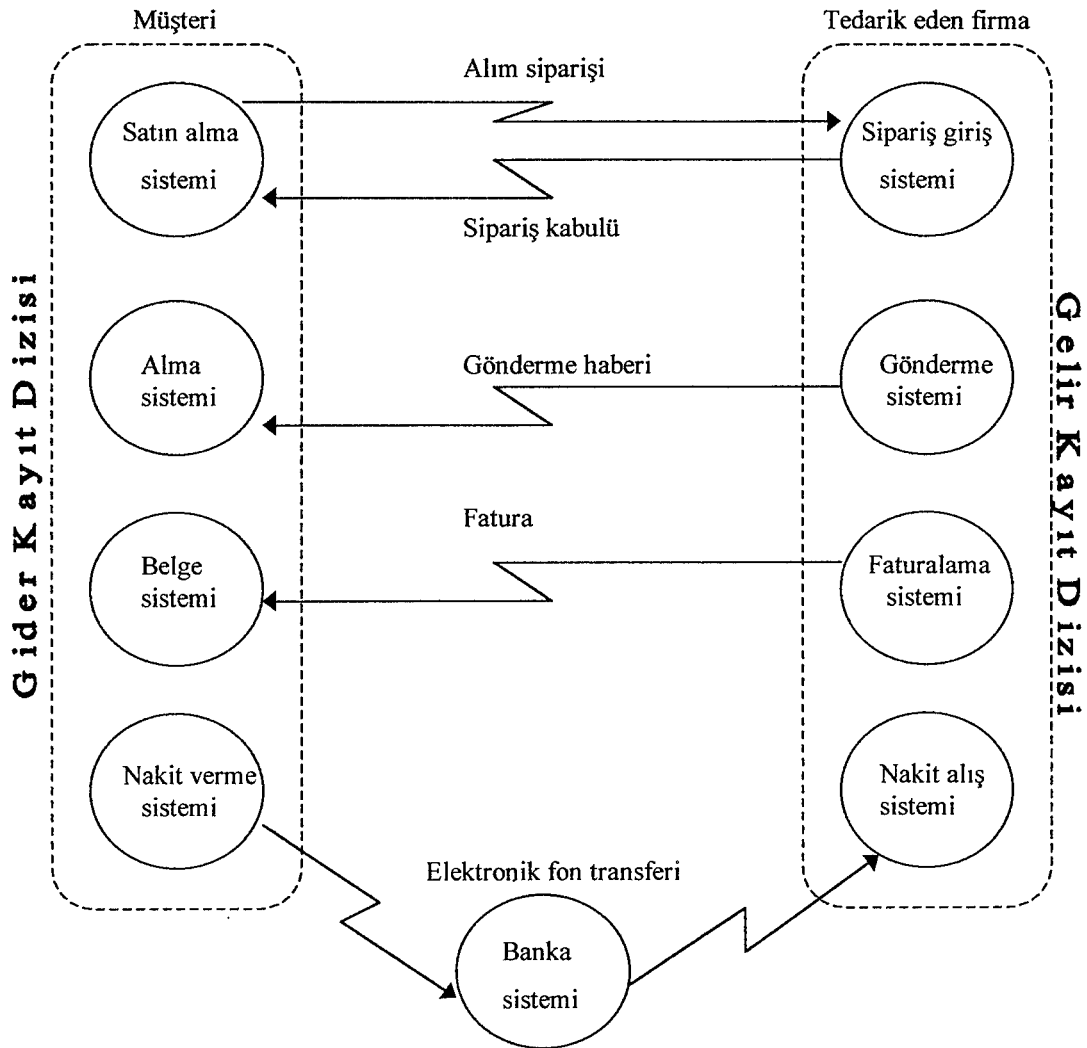 Müşteri
Tedarik eden firma
Alım siparişi
Satın alma
sistemi
Sipariş giriş
sistemi
Sipariş kabulü
Gider Kayıt Dizisi
Gelir Kayıt Dizisi
Alma
sistemi
Gönderme haberi
Gönderme
sistemi
Fatura
Belge
sistemi
Faturalama
sistemi
Nakit verme
sistemi
Nakit alış
sistemi
Elektronik fon transferi
Banka
sistemi